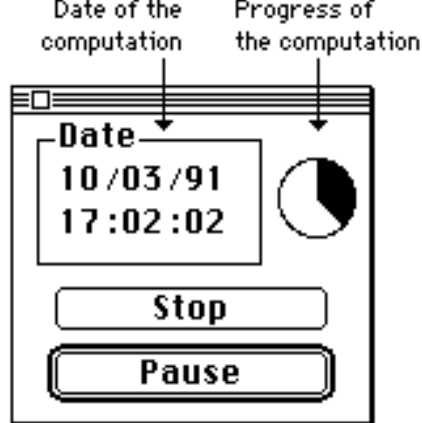 Date of the
computation
Progress of
the computation
Date
10/03/91
17:02:02
Stop
Pause